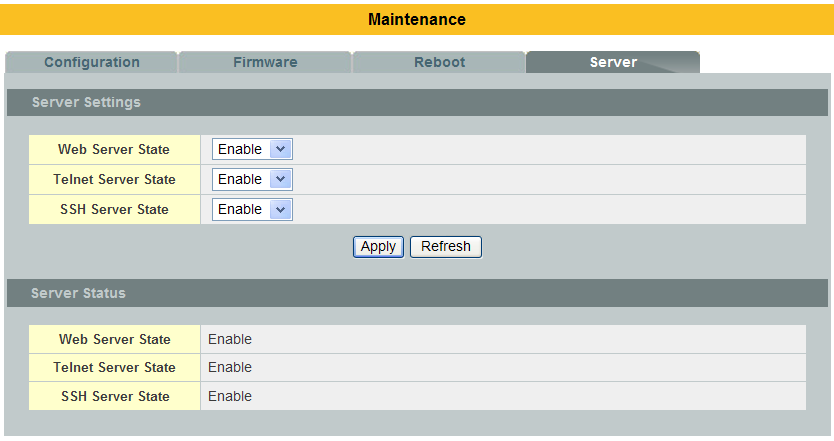 Maintenance
Configuration Firmware Reboot Server
Server Settings
Web Server State Enable
Telnet Server State Enable
SSH Server State Enable
Apply Refresh
Server Status
Web Server State Enable
Telnet Server State Enable
SSH Server State Enable